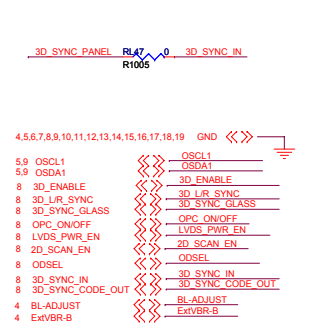 3D_SYNC_PANEL RL47 0 3D_SYNC_IN
R1005
4,5,6,7,8,9,10,11,12,13,14,15,16,17,18,19 GND
5,9 OSCL1 OSCL1
5,9 OSDA1 OSDA1
8 3D_ENABLE 3D_ENABLE
8 3D_L/R_SYNC 3D_L/R_SYNC
8 3D_SYNC_GLASS 3D_SYNC_GLASS
8 OPC_ON/OFF OPC_ON/OFF
8 LVDS_PWR_EN LVDS_PWR_EN
8 2D_SCAN_EN 2D_SCAN_EN
8 ODSEL ODSEL
8 3D_SYNC_IN 3D_SYNC_IN
8 3D_SYNC_CODE_OUT 3D_SYNC_CODE_OUT
4 BL-ADJUST BL-ADJUST
4 ExtVBR-B ExtVBR-B